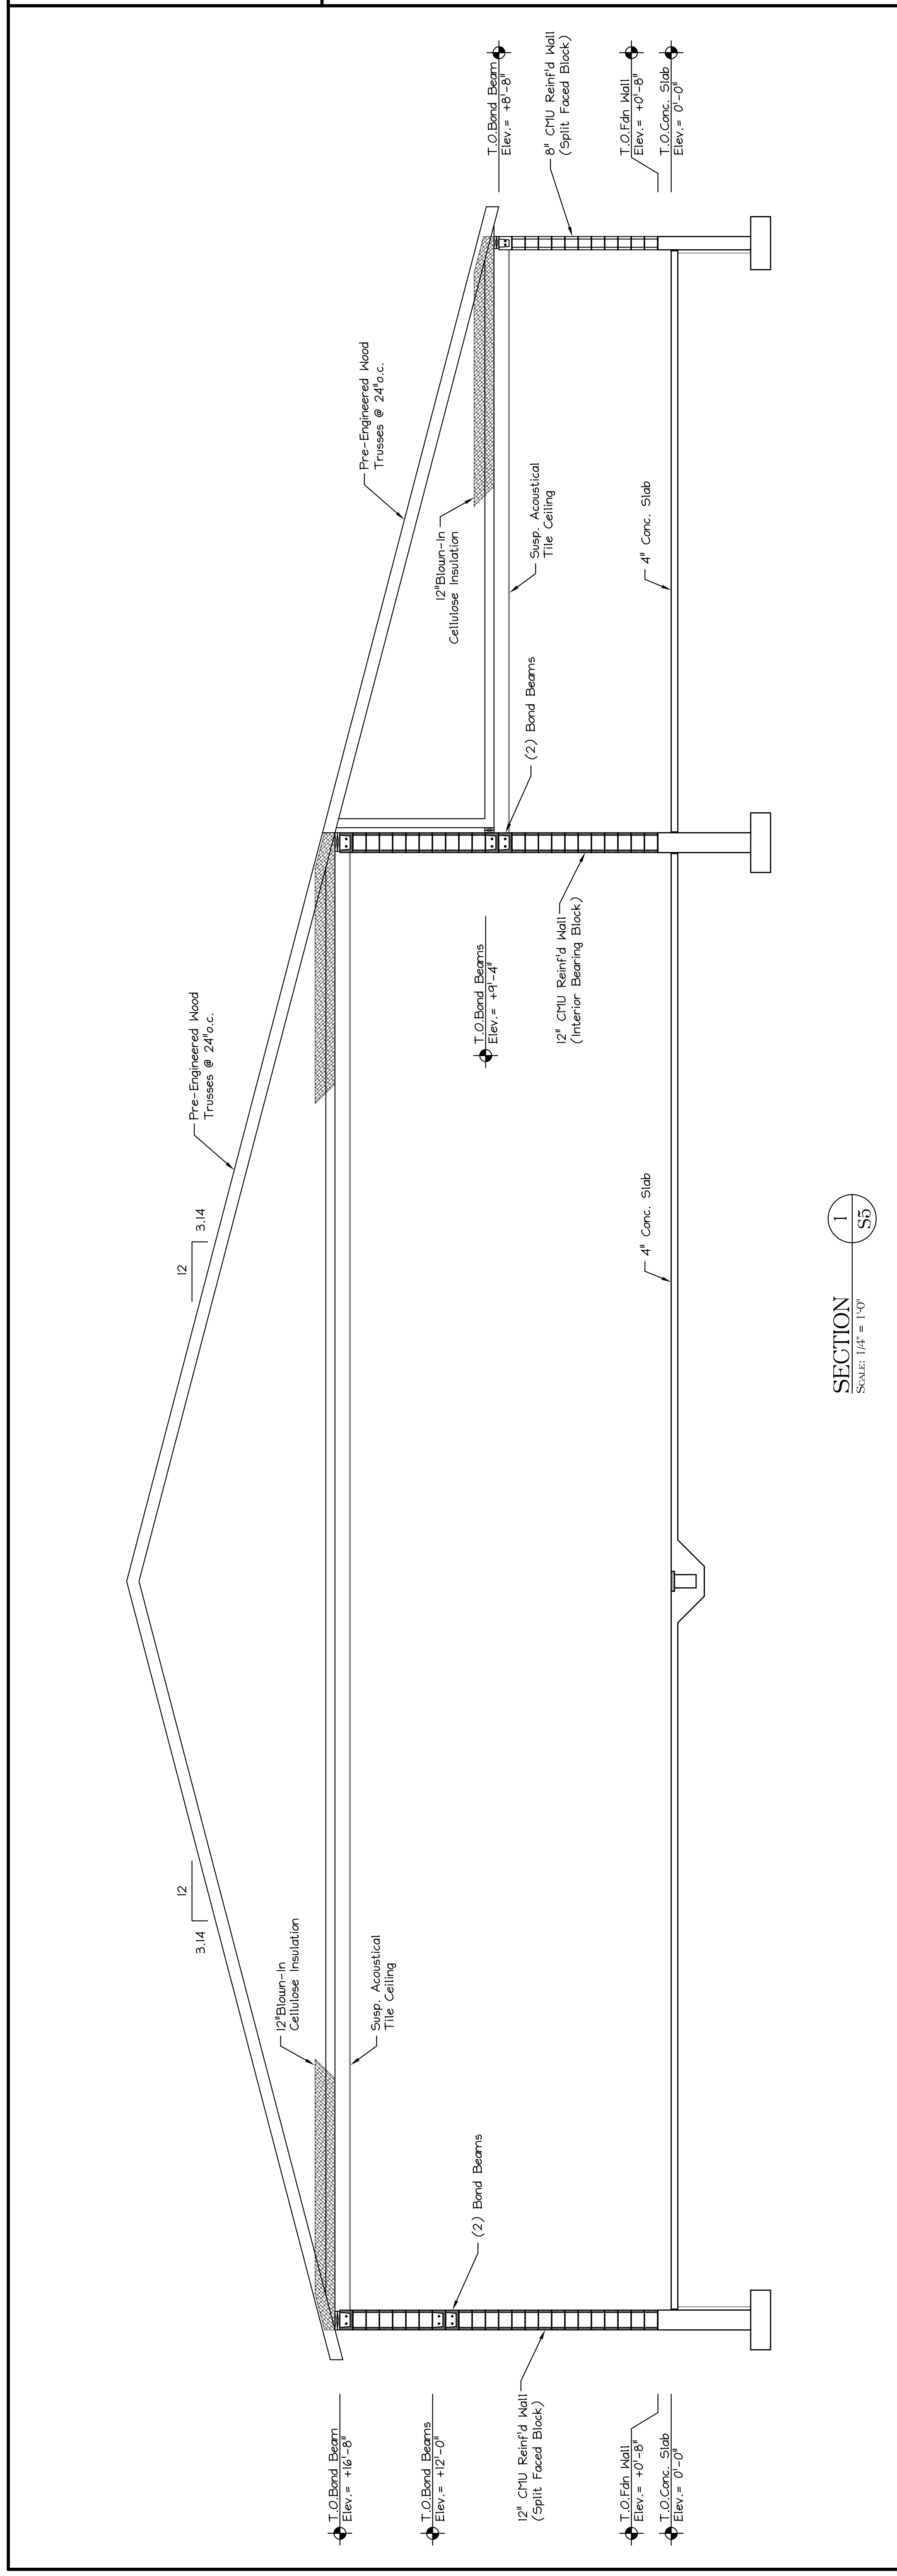 12
3.14
12
3.14
Pre-Engineered Wood
Trusses @ 24"o.c.
12"Blown-In
Cellulose Insulation
Pre-Engineered Wood
Trusses @ 24"o.c.
T.O.Bond Beam
Elev.= +16'-8"
Susp. Acoustical
Tile Ceiling
12"Blown-In
Cellulose Insulation
T.O.Bond Beam
Elev.= +8'-8"
T.O.Bond Beams
Elev.= +12'-0"
(2) Bond Beams
T.O.Bond Beams
Elev.= +9'-4"
(2) Bond Beams
Susp. Acoustical
Tile Ceiling
8" CMU Reinf'd Wall
(Split Faced Block)
12" CMU Reinf'd Wall
(Split Faced Block)
12" CMU Reinf'd Wall
(Interior Bearing Block)
T.O.Fdn Wall
Elev.= +0'-8"
4" Conc. Slab
4" Conc. Slab
T.O.Fdn Wall
Elev.= +0'-8"
T.O.Conc. Slab
Elev.= 0'-0"
T.O.Conc. Slab
Elev.= 0'-0"
SECTION
Scale: 1/4" = 1'-0"
1
S5